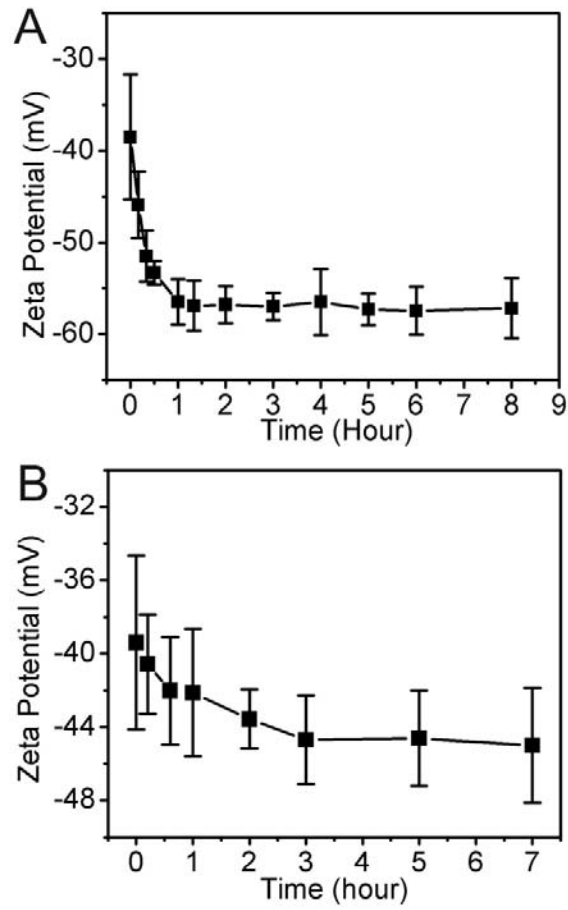 A
Zeta Potential (mV)
-30
-40
-50
-60
0 1 2 3 4 5 6 7 8 9
Time (Hour)
B
Zeta Potential (mV)
-32
-36
-40
-44
-48
0 1 2 3 4 5 6 7
Time (hour)